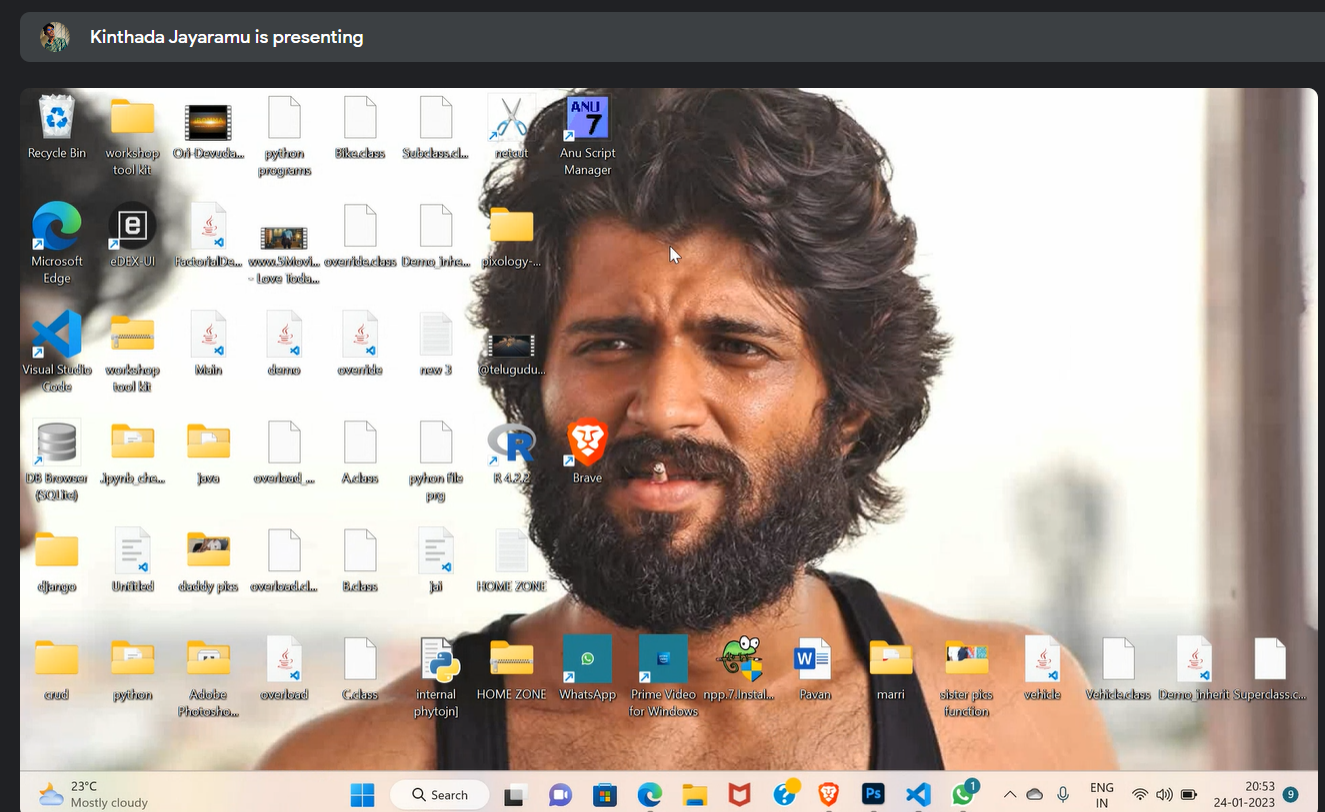 Kinthada Jayaramu is presenting
Recycle Bin
workshop
tool kit
Ori-Devuda...
python
programs
Bike.class
Subclass.cl...
netcut
ANU
7
Anu Script
Manager
Microsoft
Edge
e
eDEX-UI
FactorialDe...
www.5Movi...
- Love Toda...
override.class
Demo_inhe...
pixology-...
Visual Studio
Code
workshop
tool kit
Main
demo
override
new 3
@telugudu...
DB Browser
(SQLite)
.ipynb_che...
java
overload_...
A.class
pyhon file
prg
R
R 4.2.2
Brave
django
Untitled
daddy pics
overload.cl...
B.class
jai
HOME ZONE
crud
python
Adobe
Photosho...
overload
C.class
internal
phytojn]
HOME ZONE
WhatsApp
Prime Video
for Windows
npp.7.Instal...
W
Pavan
marri
sister pics
function
vehicle
Vehicle.class
Demo_inherit
Superclass.c...
23°C
Mostly cloudy
Search
Ps
1
ENG
IN
20:53
24-01-2023
9